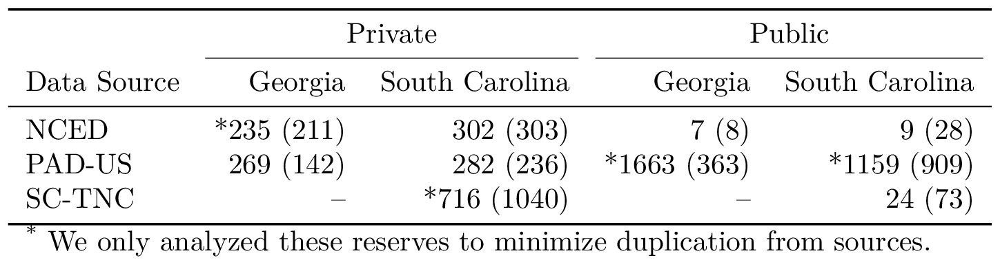 Private Public
Data Source Georgia South Carolina Georgia South Carolina
NCED *235 (211) 302 (303) 7 (8) 9 (28)
PAD-US 269 (142) 282 (236) *1663 (363) *1159 (909)
SC-TNC – *716 (1040) – 24 (73)
* We only analyzed these reserves to minimize duplication from sources.